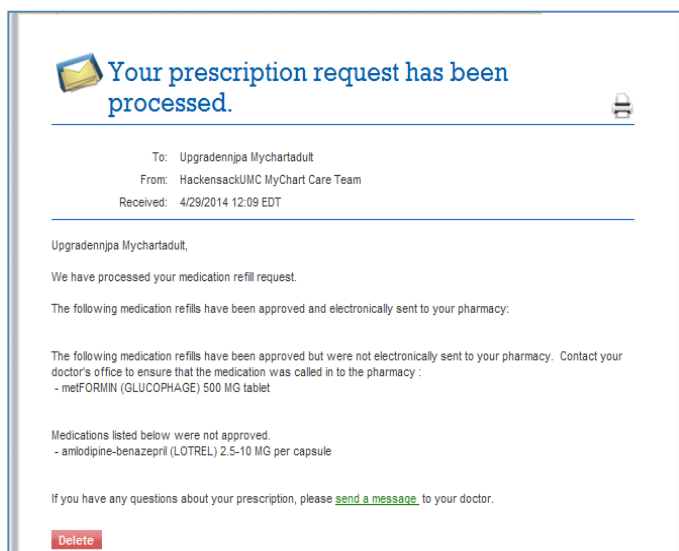 Your prescription request has been
processed.
To: Upgradennjpa Mychartadult
From: HackensackUMC MyChart Care Team
Received: 4/29/2014 12:09 EDT
Upgradennjpa Mychartadult,
We have processed your medication refill request.
The following medication refills have been approved and electronically sent to your pharmacy:
The following medication refills have been approved but were not electronically sent to your pharmacy.  Contact your
doctor's office to ensure that the medication was called in to the pharmacy :
- metFORMIN (GLUCOPHAGE) 500 MG tablet
Medications listed below were not approved.
- amlodipine-benazepril (LOTREL) 2.5-10 MG per capsule
If you have any questions about your prescription, please send a message  to your doctor.
Delete